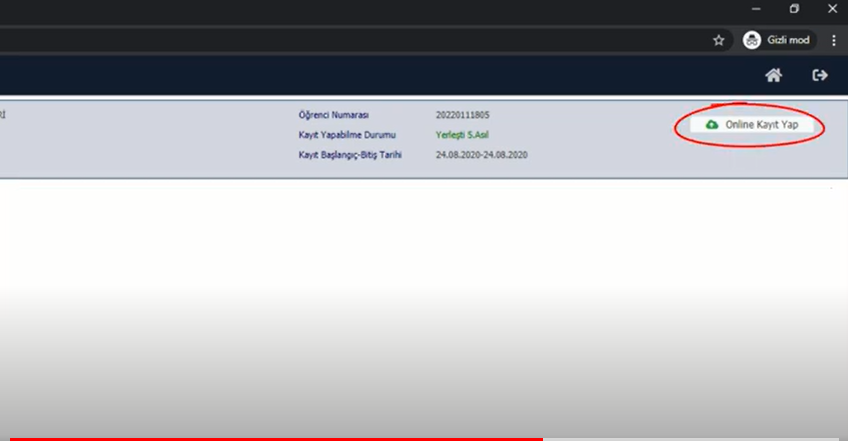 Gizli mod
Öğrenci Numarası 20220111805
Online Kayıt Yap
Kayıt Yapabilme Durumu Yerleşti 5.Asıl
Kayıt Başlangıç-Bitiş Tarihi 24.08.2020-24.08.2020